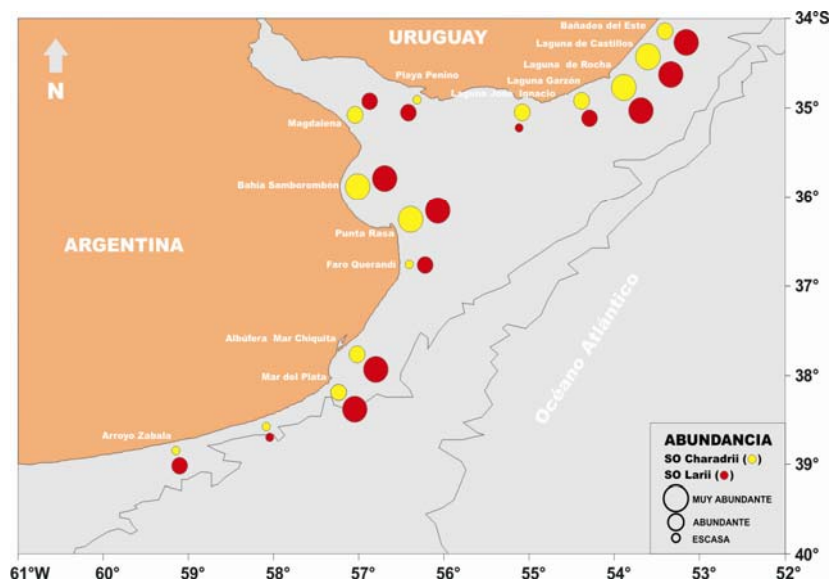 34°S
Bañados del Este
URUGUAY
Laguna de Castillos
Laguna de Rocha
Playa Penino
Laguna Garzón
Laguna José Ignacio
N
35°
Magdalena
Bahía Samborombón
36°
Punta Rasa
ARGENTINA
Faro Querandí
37°
Océano Atlántico
Albúfera Mar Chiquita
Mar del Plata
38°
Arroyo Zabala
ABUNDANCIA
SO Charadrii ( )
SO Larii ( )
MUY ABUNDANTE
ABUNDANTE
ESCASA
39°
40°
61°W 60° 59° 58° 57° 56° 55° 54° 53° 52°